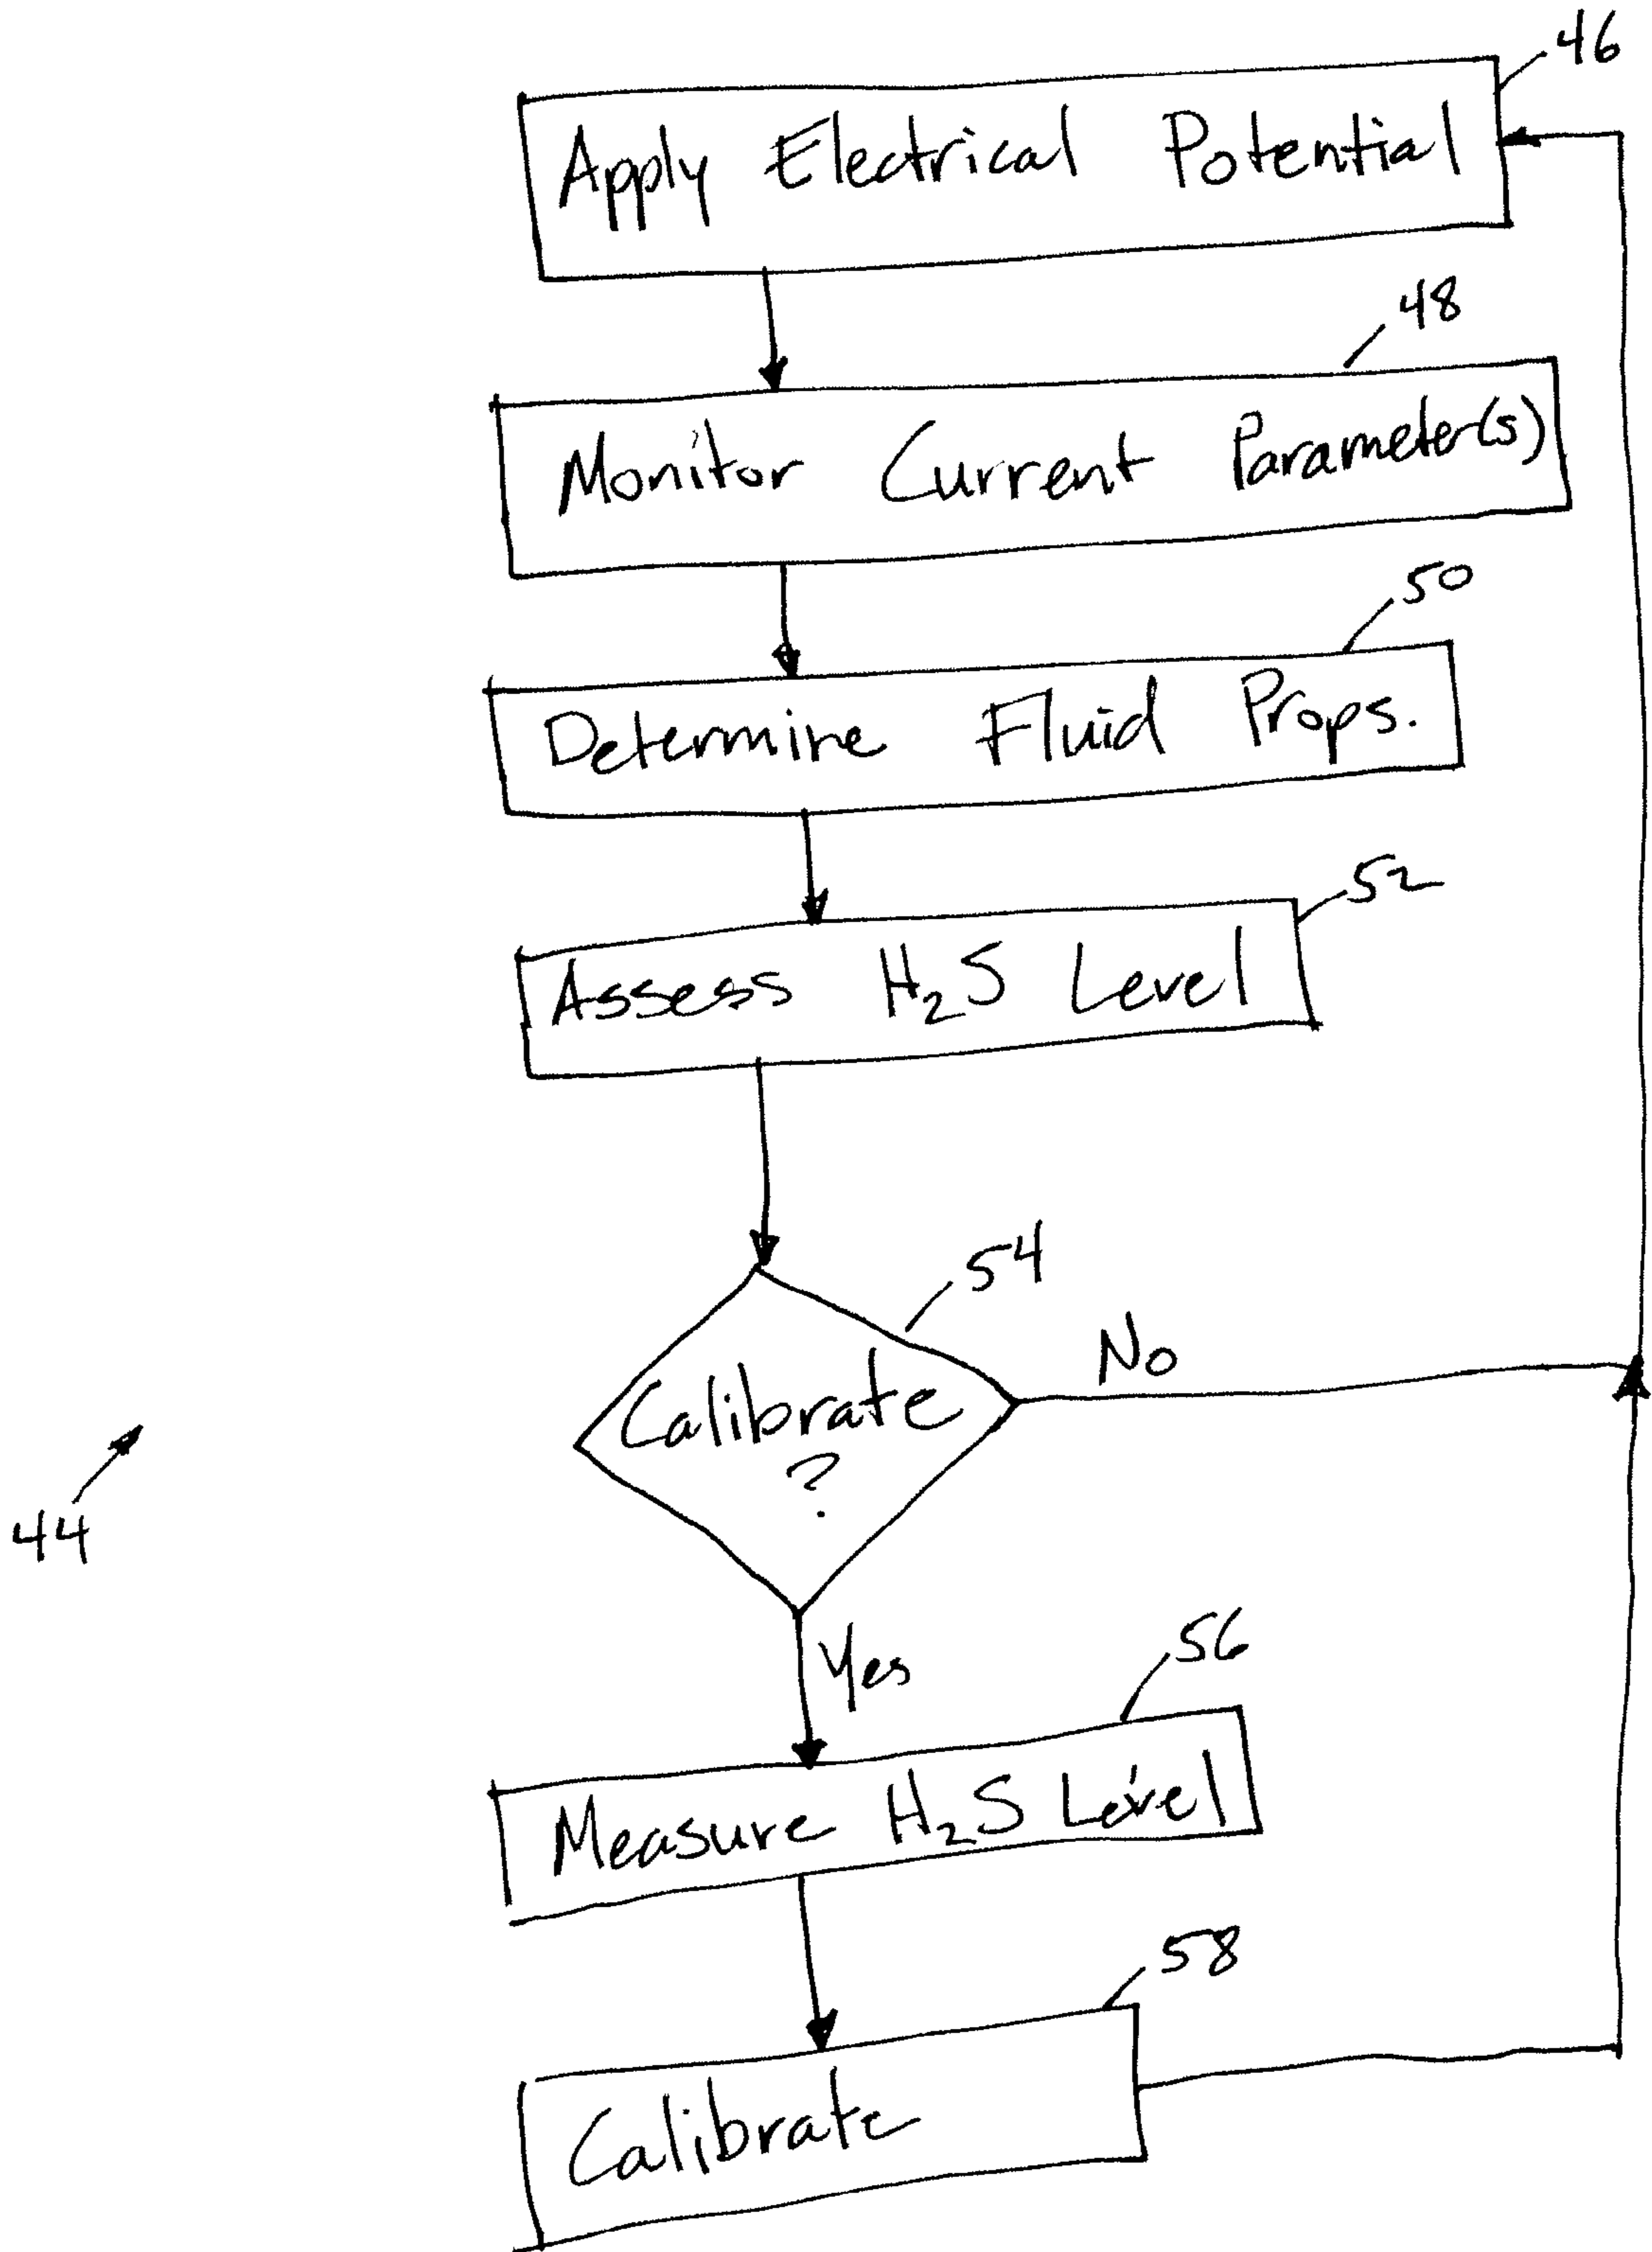 46
Apply Electrical Potential
48
Monitor Current Parameter(s)
50
Determine Fluid Props.
52
Assess H₂S Level
54
Calibrate
?
No
44
Yes
56
Measure H₂S Level
58
Calibrate